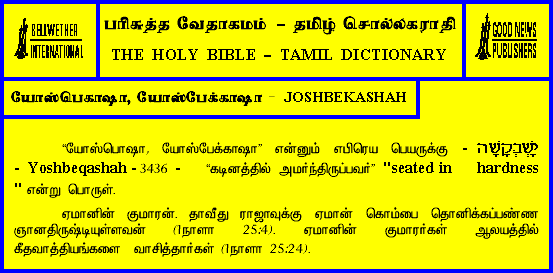 BELLWETHER
INTERNATIONAL
பரிசுத்த வேதாகமம் – தமிழ் சொல்லகராதி
THE HOLY BIBLE – TAMIL DICTIONARY
GOOD NEWS
PUBLISHERS
யோஸ்பெகாஷா, யோஸ்பேக்காஷா – JOSHBEKASHAH
“யோஸ்பொஷா, யோஸ்பேக்காஷா” என்னும் எபிரெய பெயருக்கு - יָשְׁבְּקָשָׁה
- Yoshbeqashah - 3436 - “கடினத்தில் அமர்ந்திருப்பவர்” "seated in hardness
" என்று பொருள்.
ஏமானின் குமாரன். தாவீது ராஜாவுக்கு ஏமான் கொம்பை தொனிக்கப்பண்ண
ஞானதிருஷ்டியுள்ளவன் (1நாளா 25:4). ஏமானின் குமாரர்கள் ஆலயத்தில்
கீதவாத்தியங்களை வாசித்தார்கள் (1நாளா 25:24).